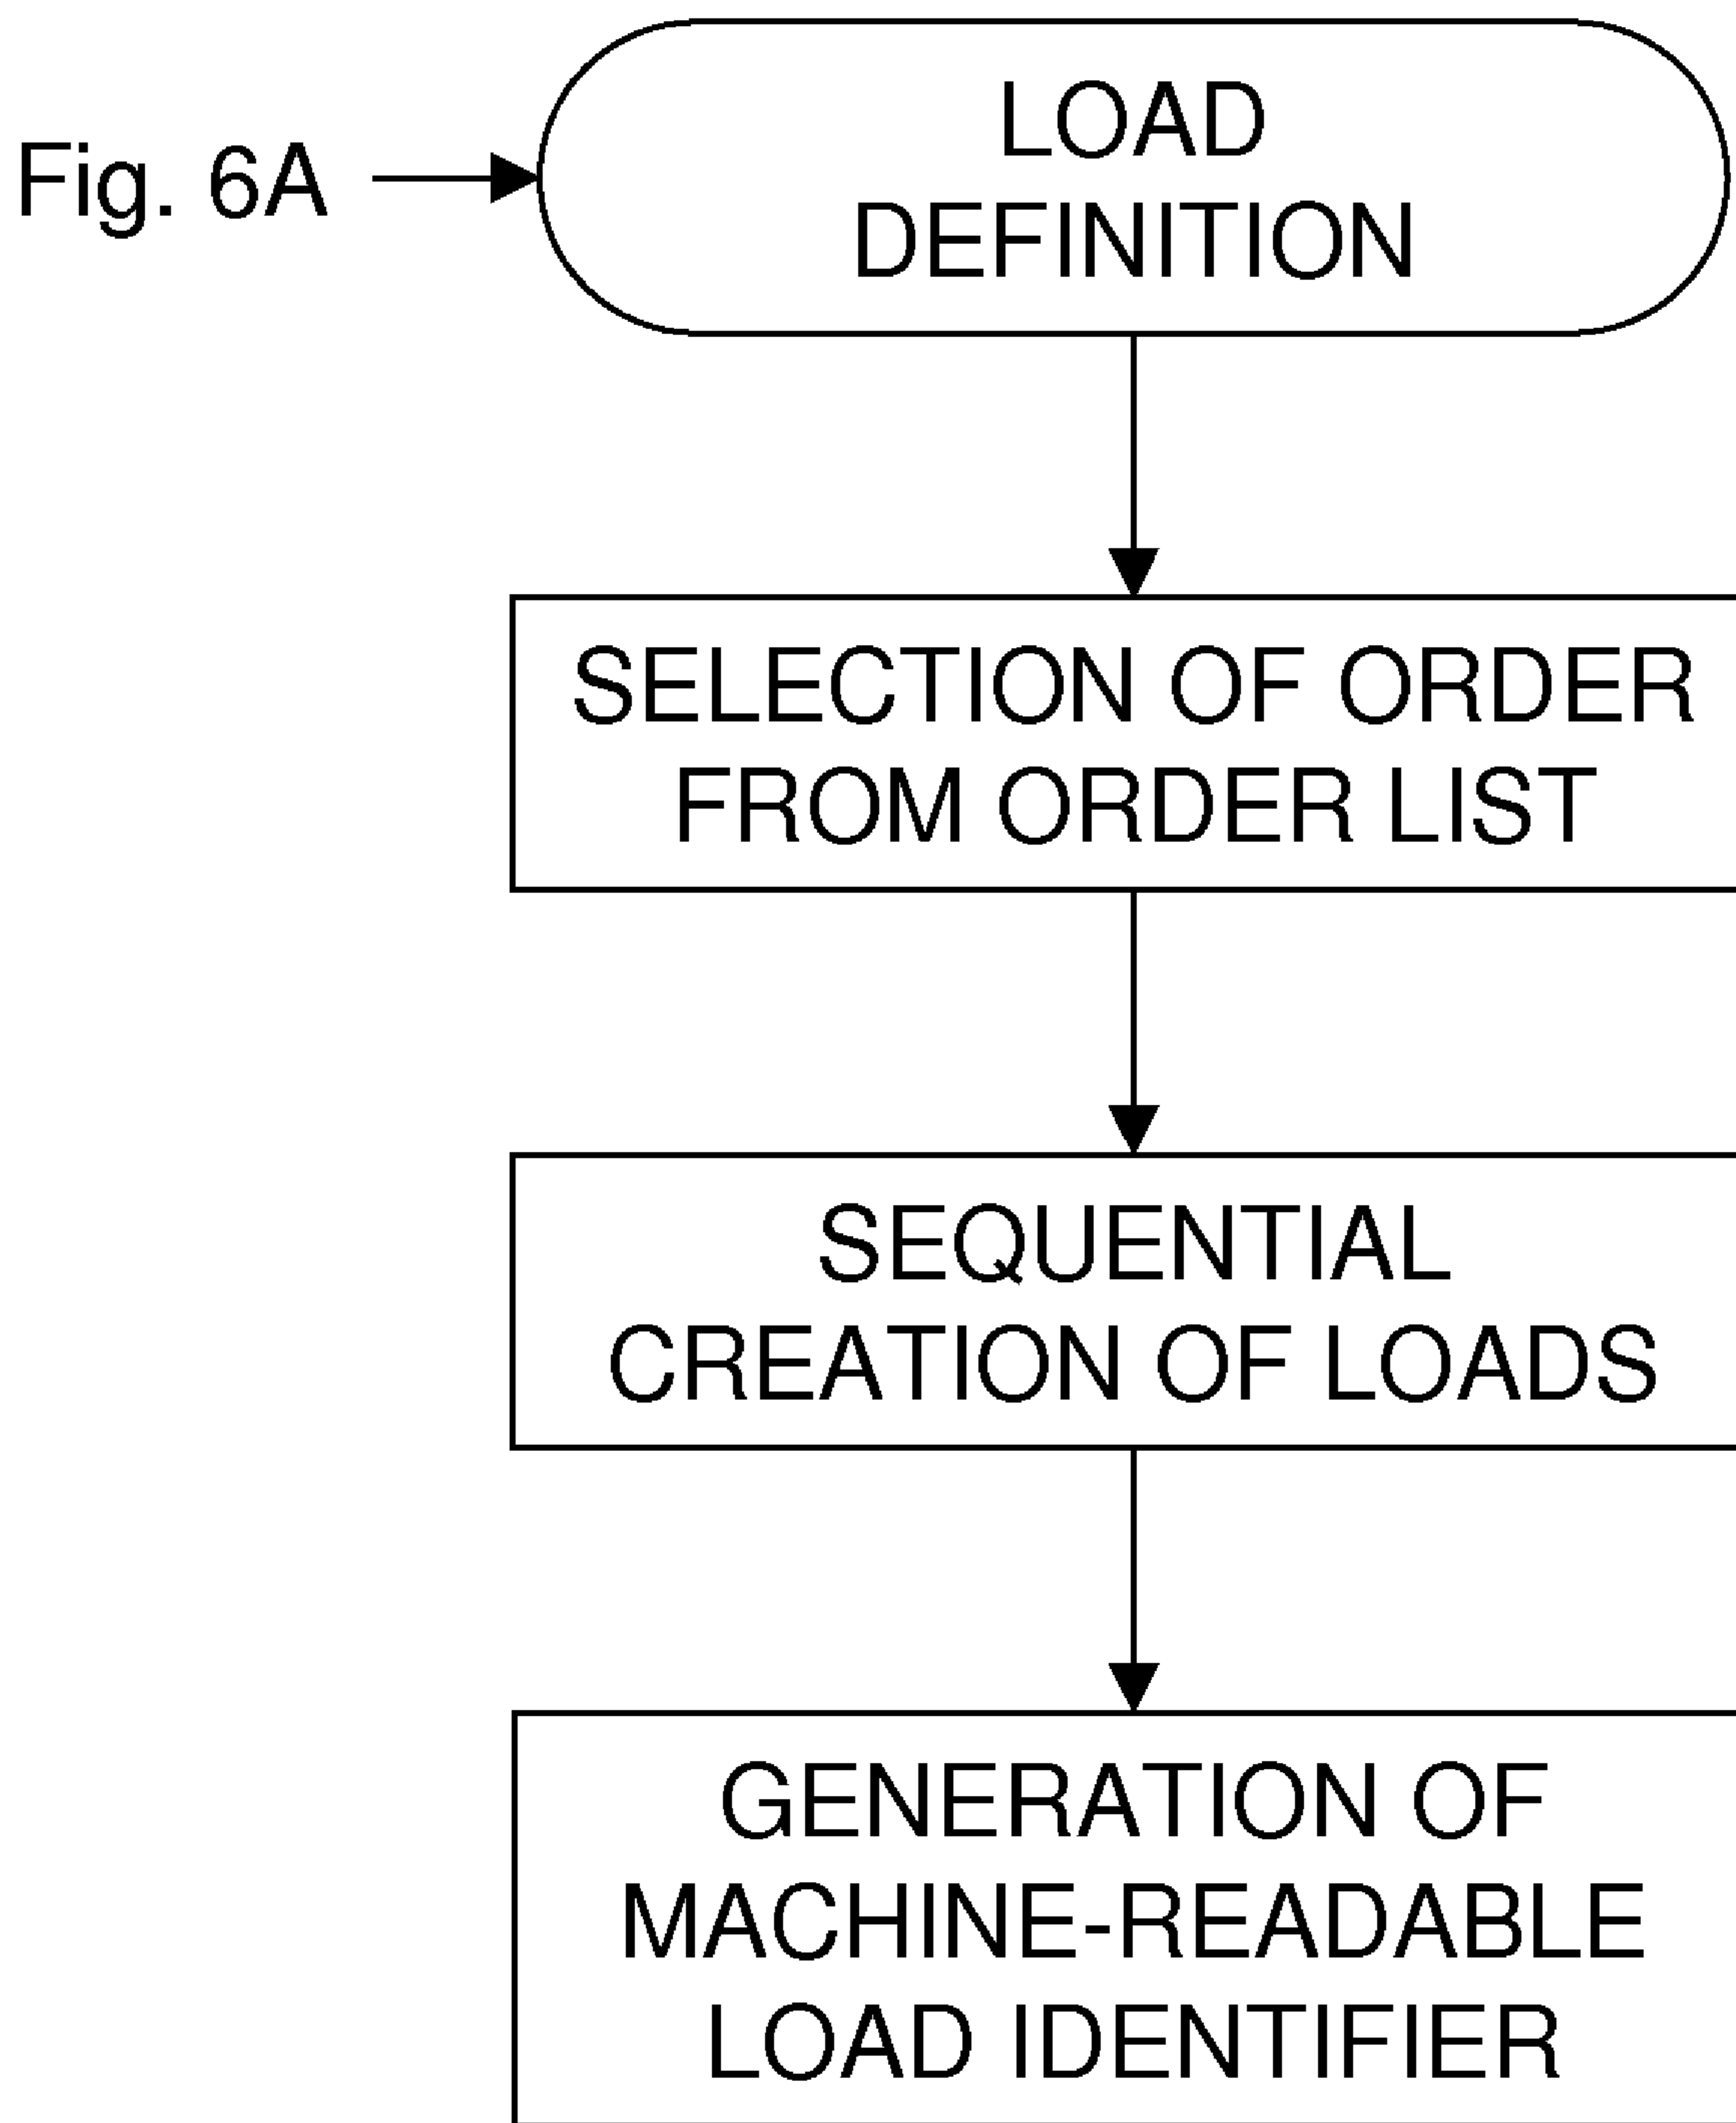 Fig. 6A
LOAD
DEFINITION
SELECTION OF ORDER
FROM ORDER LIST
SEQUENTIAL
CREATION OF LOADS
GENERATION OF
MACHINE-READABLE
LOAD IDENTIFIER